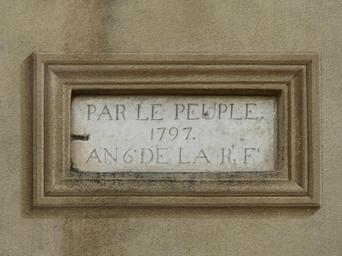 PAR LE PEUPLE,
1797.
AN 6. DE LA R. F.